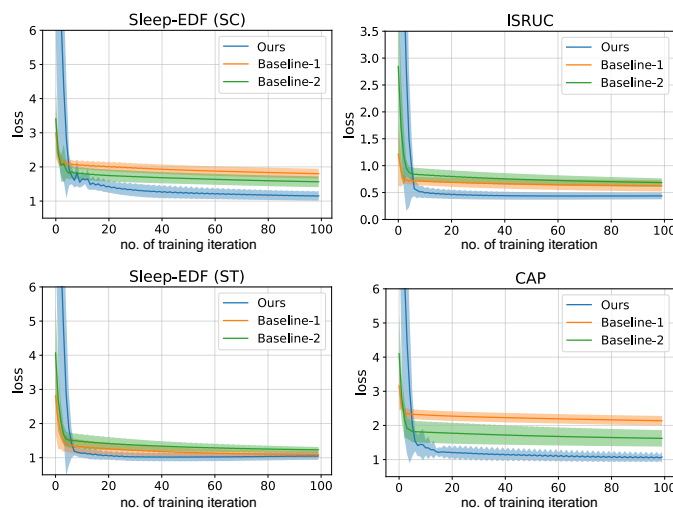 Sleep-EDF (SC)
6
5
4
3
2
1
loss
Ours
Baseline-1
Baseline-2
0 20 40 60 80 100
no. of training iteration
ISRUC
3.5
3.0
2.5
2.0
1.5
1.0
0.5
0.0
loss
Ours
Baseline-1
Baseline-2
0 20 40 60 80 100
no. of training iteration
Sleep-EDF (ST)
6
5
4
3
2
1
loss
Ours
Baseline-1
Baseline-2
0 20 40 60 80 100
no. of training iteration
CAP
6
5
4
3
2
1
loss
Ours
Baseline-1
Baseline-2
0 20 40 60 80 100
no. of training iteration